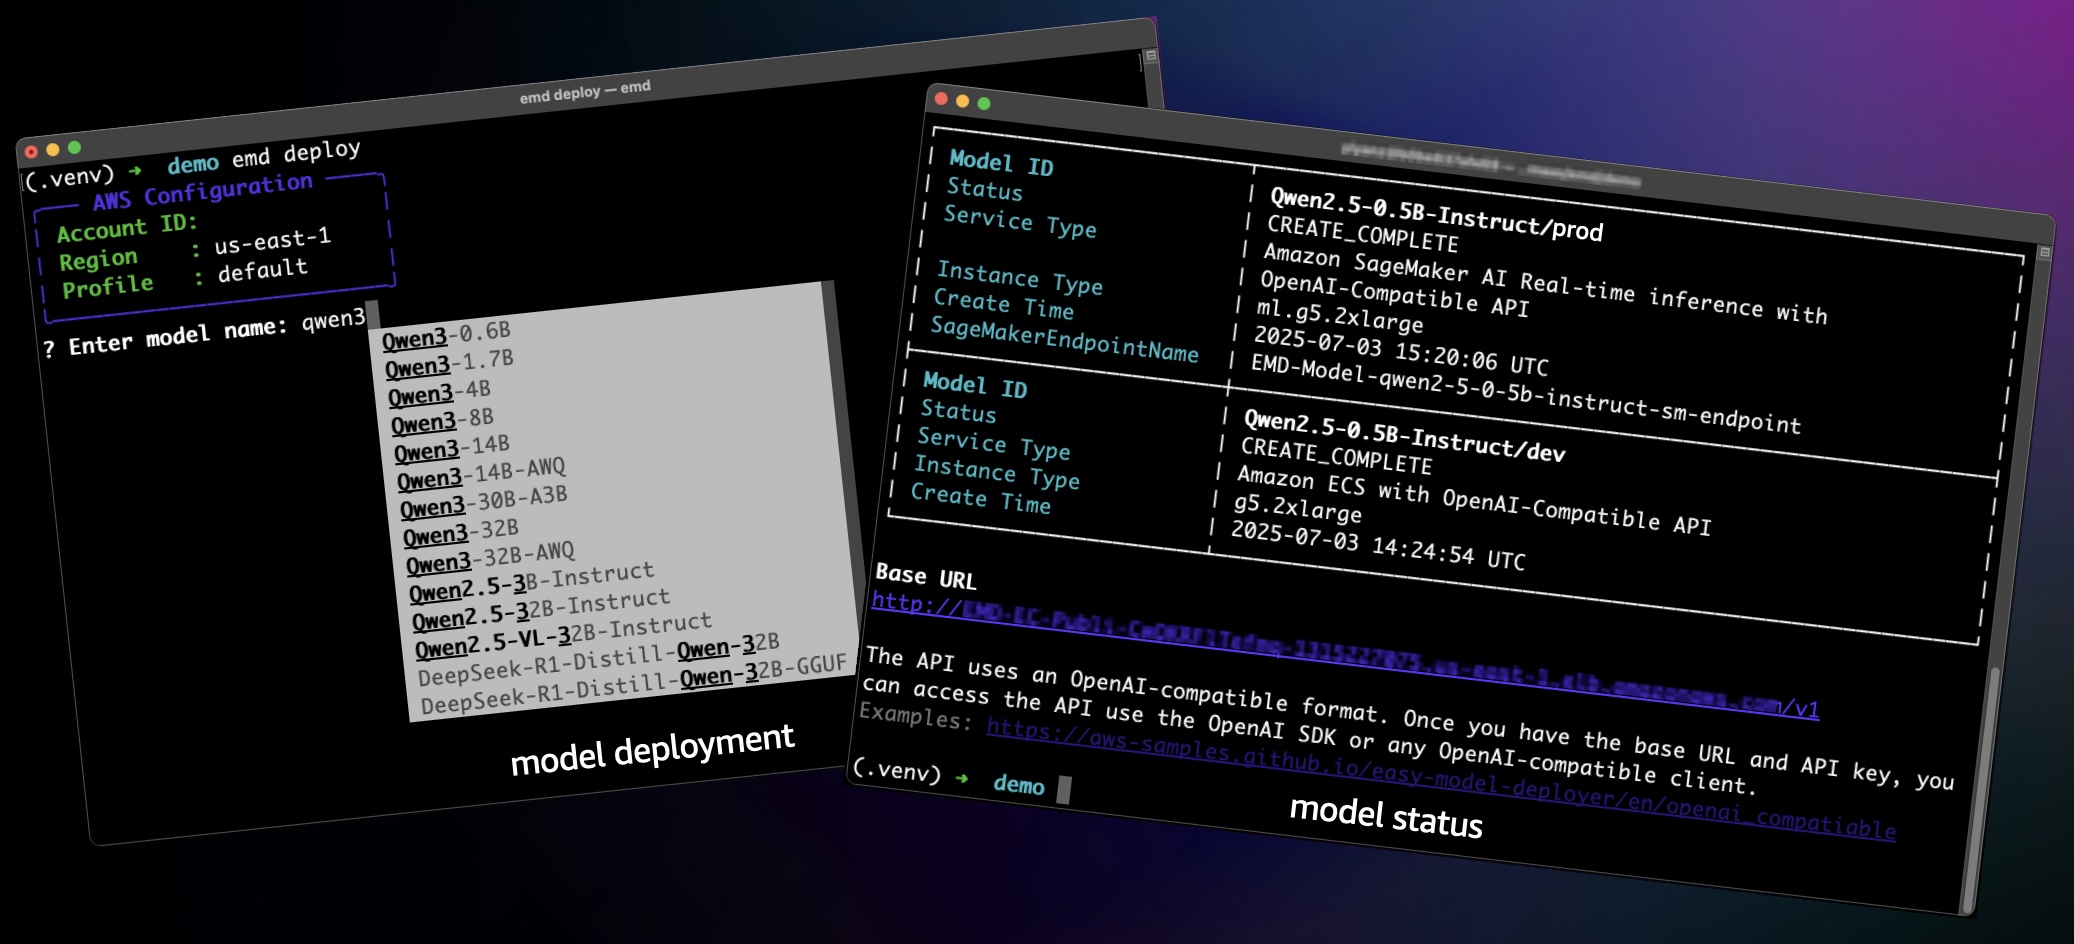 emd deploy — emd
(.venv) ➜ demo emd deploy
AWS Configuration
Account ID:
Region : us-east-1
Profile : default
? Enter model name: qwen3
Qwen3-0.6B
Qwen3-1.7B
Qwen3-4B
Qwen3-8B
Qwen3-14B
Qwen3-14B-AWQ
Qwen3-30B-A3B
Qwen3-32B
Qwen3-32B-AWQ
Qwen2.5-3B-Instruct
Qwen2.5-32B-Instruct
Qwen2.5-VL-32B-Instruct
DeepSeek-R1-Distill-Qwen-32B
DeepSeek-R1-Distill-Qwen-32B-GGUF
model deployment
Model ID Qwen2.5-0.5B-Instruct/prod
Status CREATE_COMPLETE
Service Type Amazon SageMaker AI Real-time inference with
OpenAI-Compatible API
Instance Type ml.g5.2xlarge
Create Time 2025-07-03 15:20:06 UTC
SageMakerEndpointName EMD-Model-qwen2-5-0-5b-instruct-sm-endpoint
Model ID Qwen2.5-0.5B-Instruct/dev
Status CREATE_COMPLETE
Service Type Amazon ECS with OpenAI-Compatible API
Instance Type g5.2xlarge
Create Time 2025-07-03 14:24:54 UTC
Base URL
http:// /v1
The API uses an OpenAI-compatible format. Once you have the base URL and API key, you
can access the API use the OpenAI SDK or any OpenAI-compatible client.
Examples: https://aws-samples.github.io/easy-model-deployer/en/openai_compatiable
(.venv) ➜ demo
model status